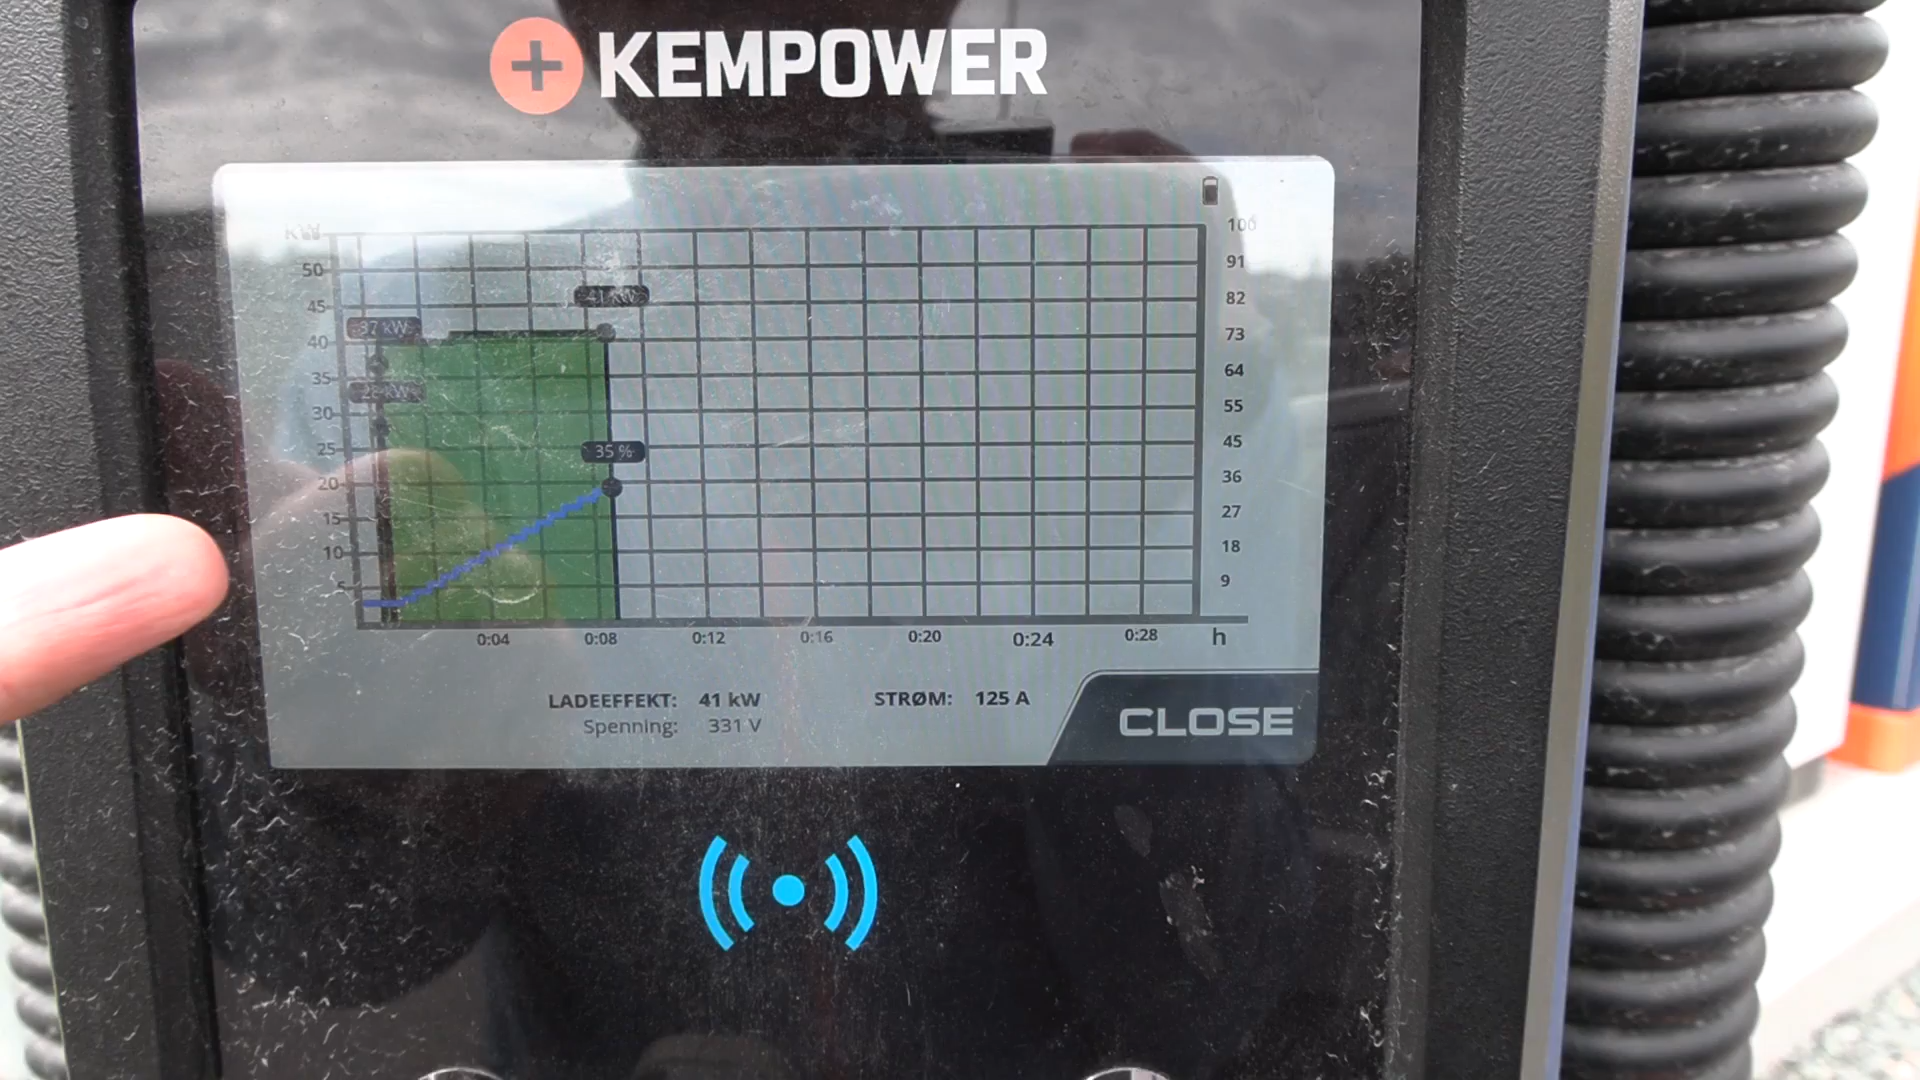 KEMPOWER
kW
100
50
91
45
82
41 kW
37 kW
40
73
35
64
30
55
25
45
35 %
20
36
15
27
10
18
5
9
0:04 0:08 0:12 0:16 0:20 0:24 0:28 h
LADEEFFEKT: 41 kW STRØM: 125 A
Spenning: 331 V
CLOSE